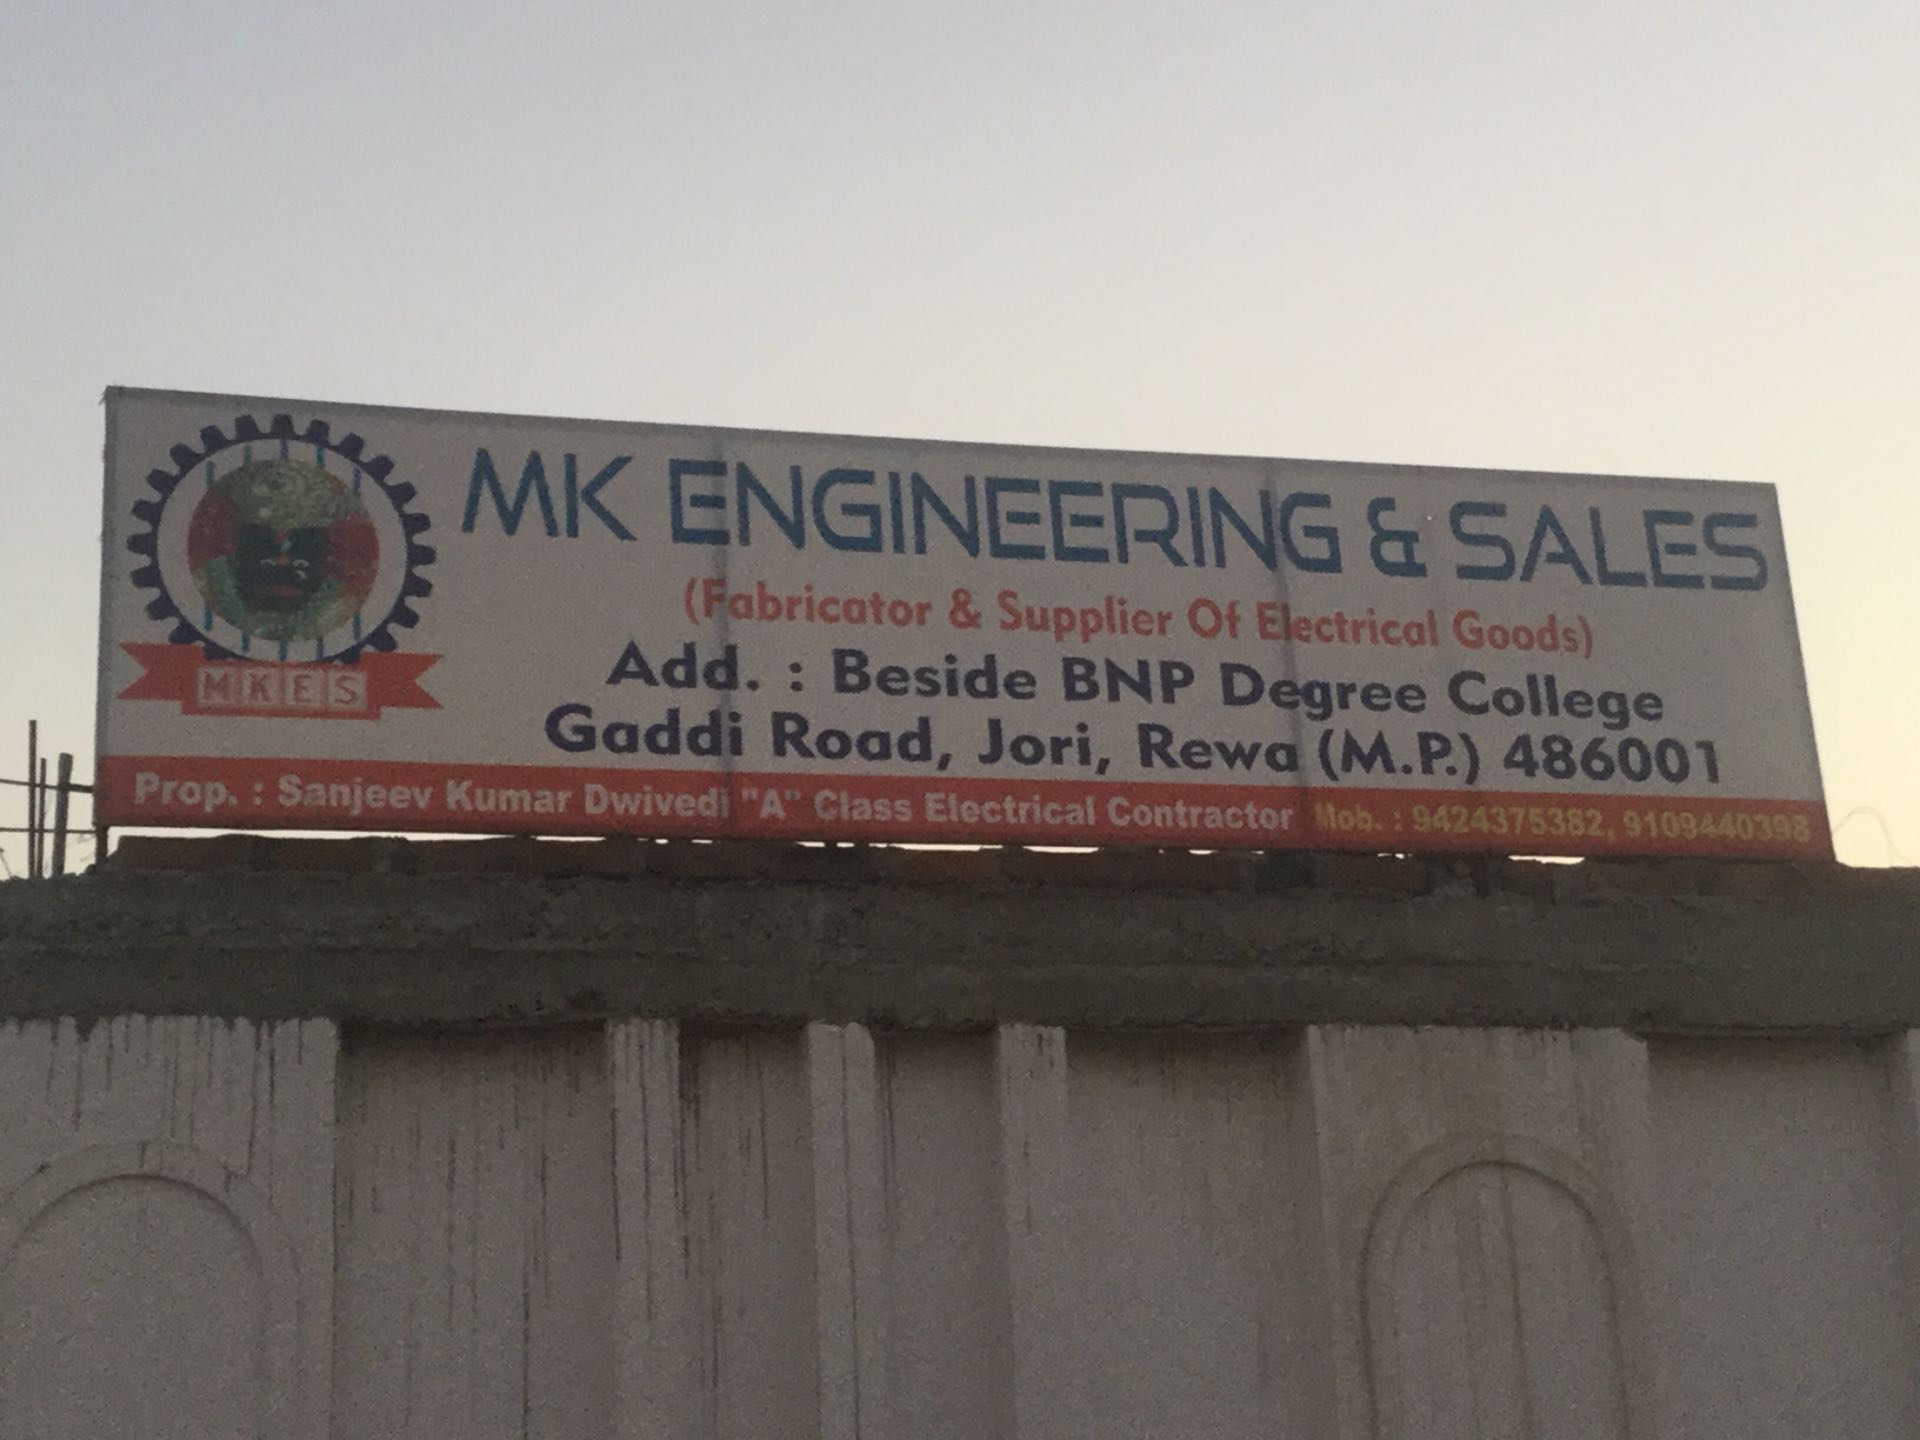 MK ENGINEERING & SALES
(Fabricator & Supplier Of Electrical Goods)
Add. : Beside BNP Degree College
Gaddi Road, Jori, Rewa (M.P.) 486001
MKES
Prop. : Sanjeev Kumar Dwivedi "A" Class Electrical Contractor Mob. : 9424375382, 9109440398